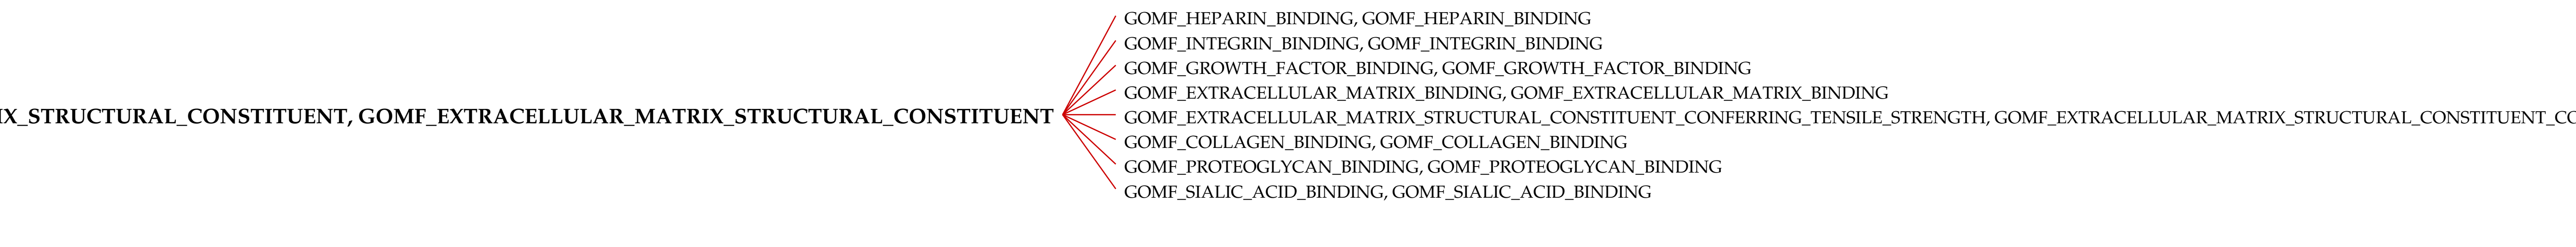 GOMF_HEPARIN_BINDING, GOMF_HEPARIN_BINDING
GOMF_INTEGRIN_BINDING, GOMF_INTEGRIN_BINDING
GOMF_GROWTH_FACTOR_BINDING, GOMF_GROWTH_FACTOR_BINDING
GOMF_EXTRACELLULAR_MATRIX_BINDING, GOMF_EXTRACELLULAR_MATRIX_BINDING
IX_STRUCTURAL_CONSTITUENT, GOMF_EXTRACELLULAR_MATRIX_STRUCTURAL_CONSTITUENT
GOMF_EXTRACELLULAR_MATRIX_STRUCTURAL_CONSTITUENT_CONFERRING_TENSILE_STRENGTH, GOMF_EXTRACELLULAR_MATRIX_STRUCTURAL_CONSTITUENT_CO
GOMF_COLLAGEN_BINDING, GOMF_COLLAGEN_BINDING
GOMF_PROTEOGLYCAN_BINDING, GOMF_PROTEOGLYCAN_BINDING
GOMF_SIALIC_ACID_BINDING, GOMF_SIALIC_ACID_BINDING